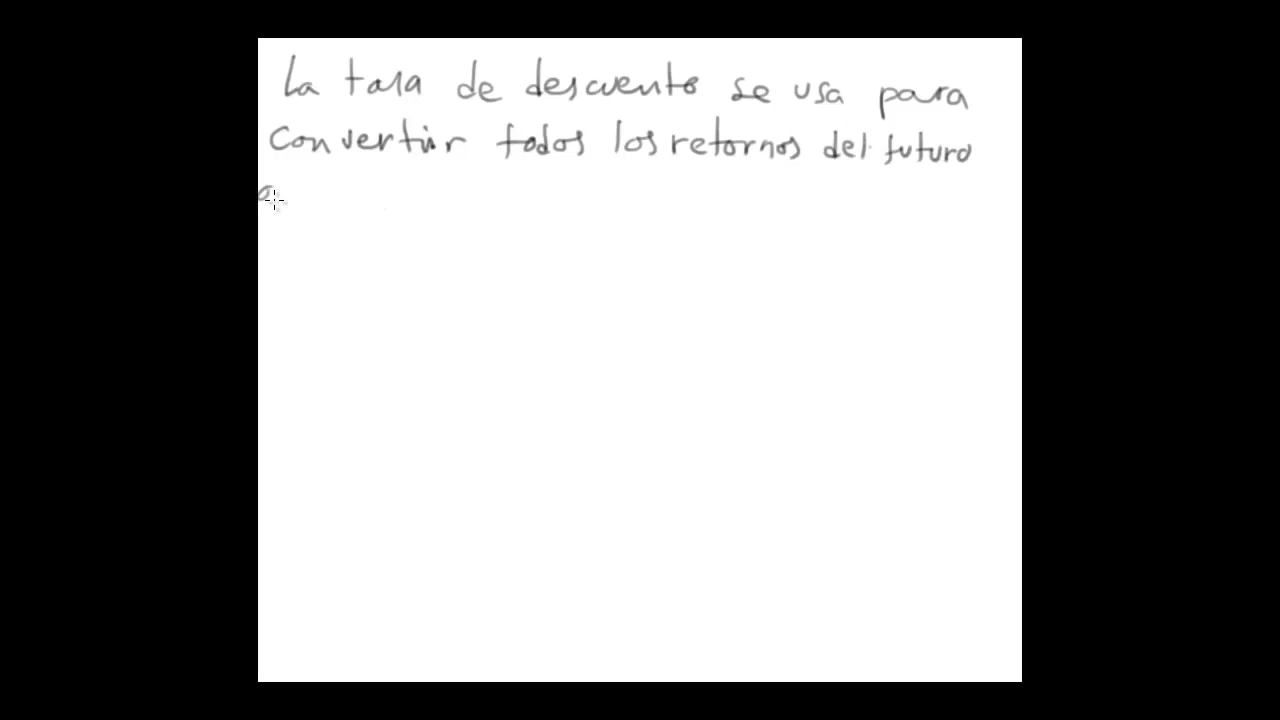 La tasa de descuento se usa para
convertir todos los retornos del futuro
a